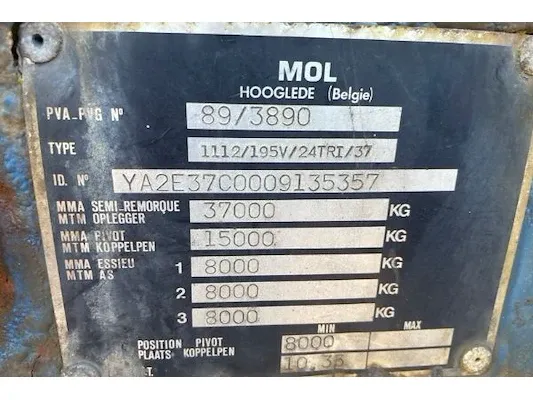 MOL
HOOGLEDE (Belgie)
PVA_PVG Nº 89/3890
TYPE 1112/195V/24TRI/37
ID. Nº YA2E37C0009135357
MMA SEMI-REMORQUE
MTM OPLEGGER 37000 KG
MMA PIVOT
MTM KOPPELPEN 15000 KG
MMA ESSIEU
MTM AS 1 8000 KG
2 8000 KG
3 8000 KG
MIN MAX
POSITION PIVOT 8000
PLAATS KOPPELPEN 10,36